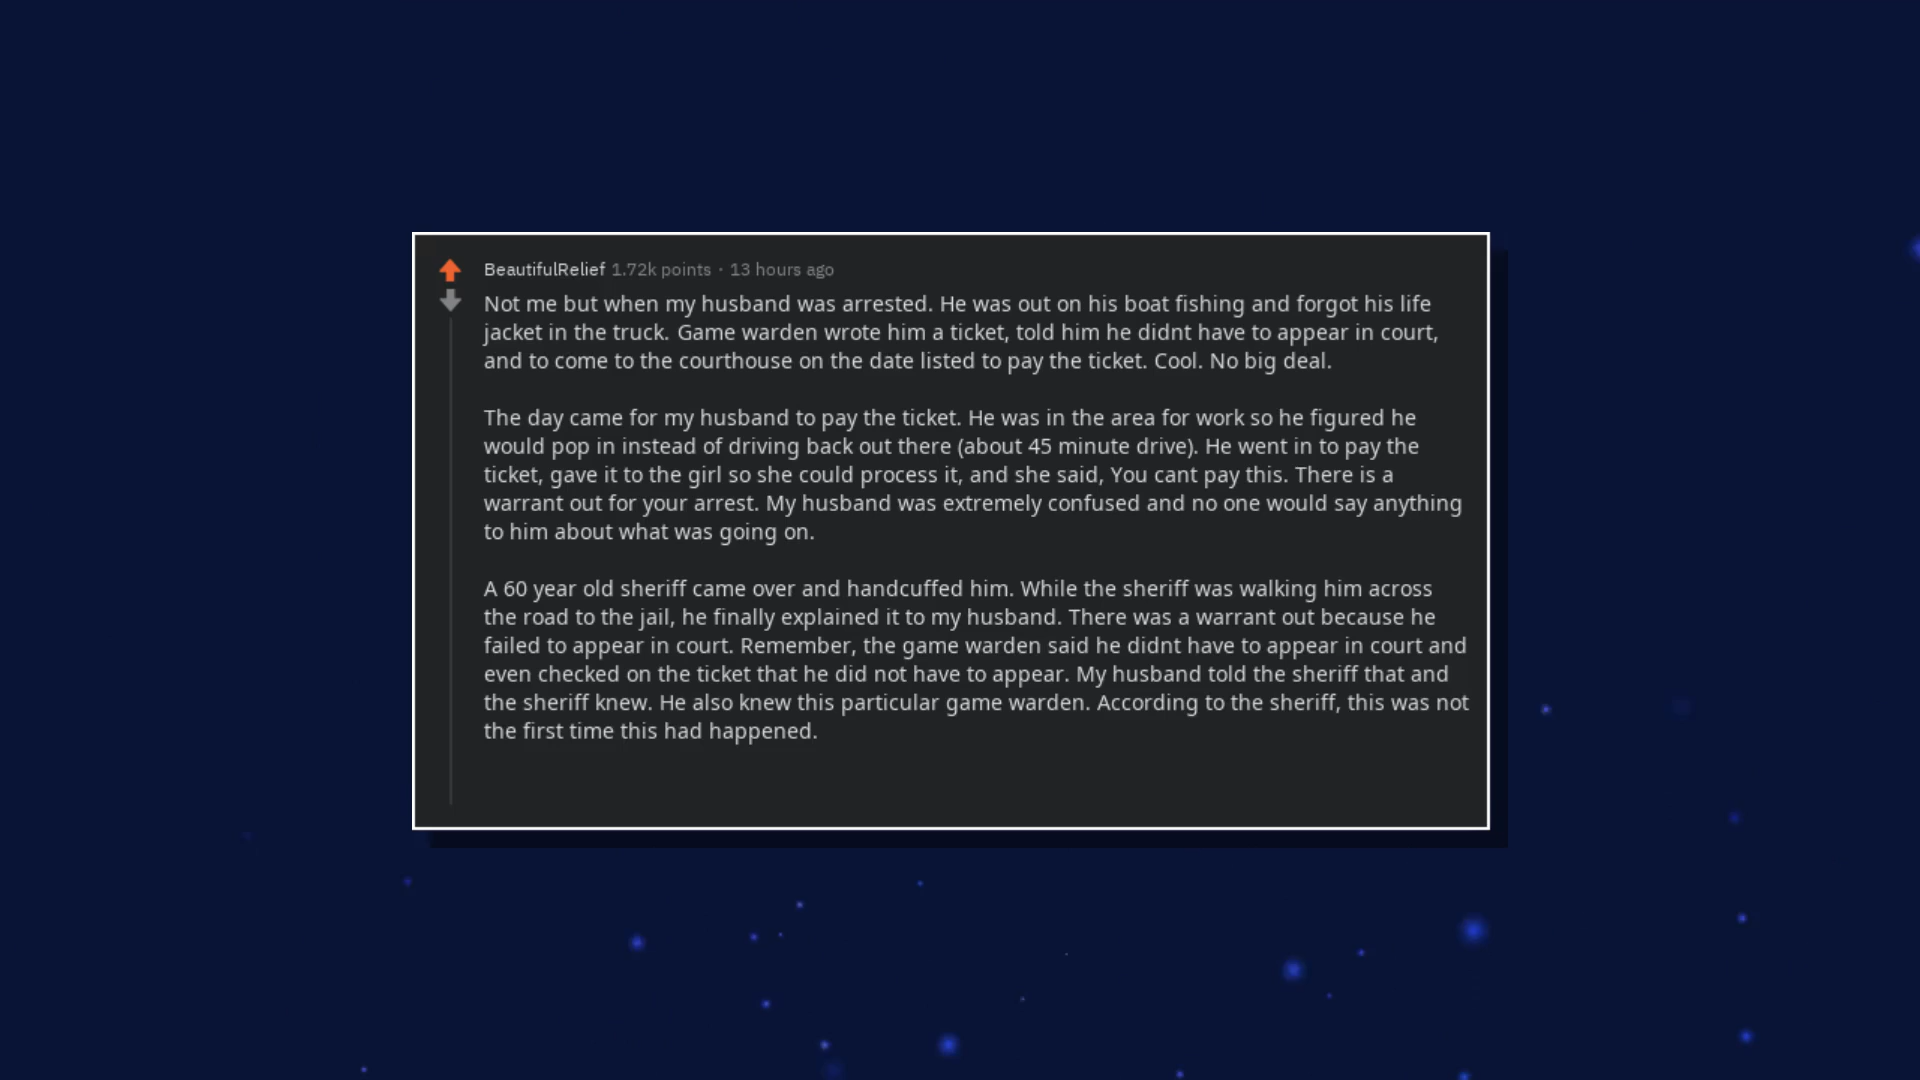 BeautifulRelief 1.72k points · 13 hours ago
Not me but when my husband was arrested. He was out on his boat fishing and forgot his life
jacket in the truck. Game warden wrote him a ticket, told him he didnt have to appear in court,
and to come to the courthouse on the date listed to pay the ticket. Cool. No big deal.
The day came for my husband to pay the ticket. He was in the area for work so he figured he
would pop in instead of driving back out there (about 45 minute drive). He went in to pay the
ticket, gave it to the girl so she could process it, and she said, You cant pay this. There is a
warrant out for your arrest. My husband was extremely confused and no one would say anything
to him about what was going on.
A 60 year old sheriff came over and handcuffed him. While the sheriff was walking him across
the road to the jail, he finally explained it to my husband. There was a warrant out because he
failed to appear in court. Remember, the game warden said he didnt have to appear in court and
even checked on the ticket that he did not have to appear. My husband told the sheriff that and
the sheriff knew. He also knew this particular game warden. According to the sheriff, this was not
the first time this had happened.